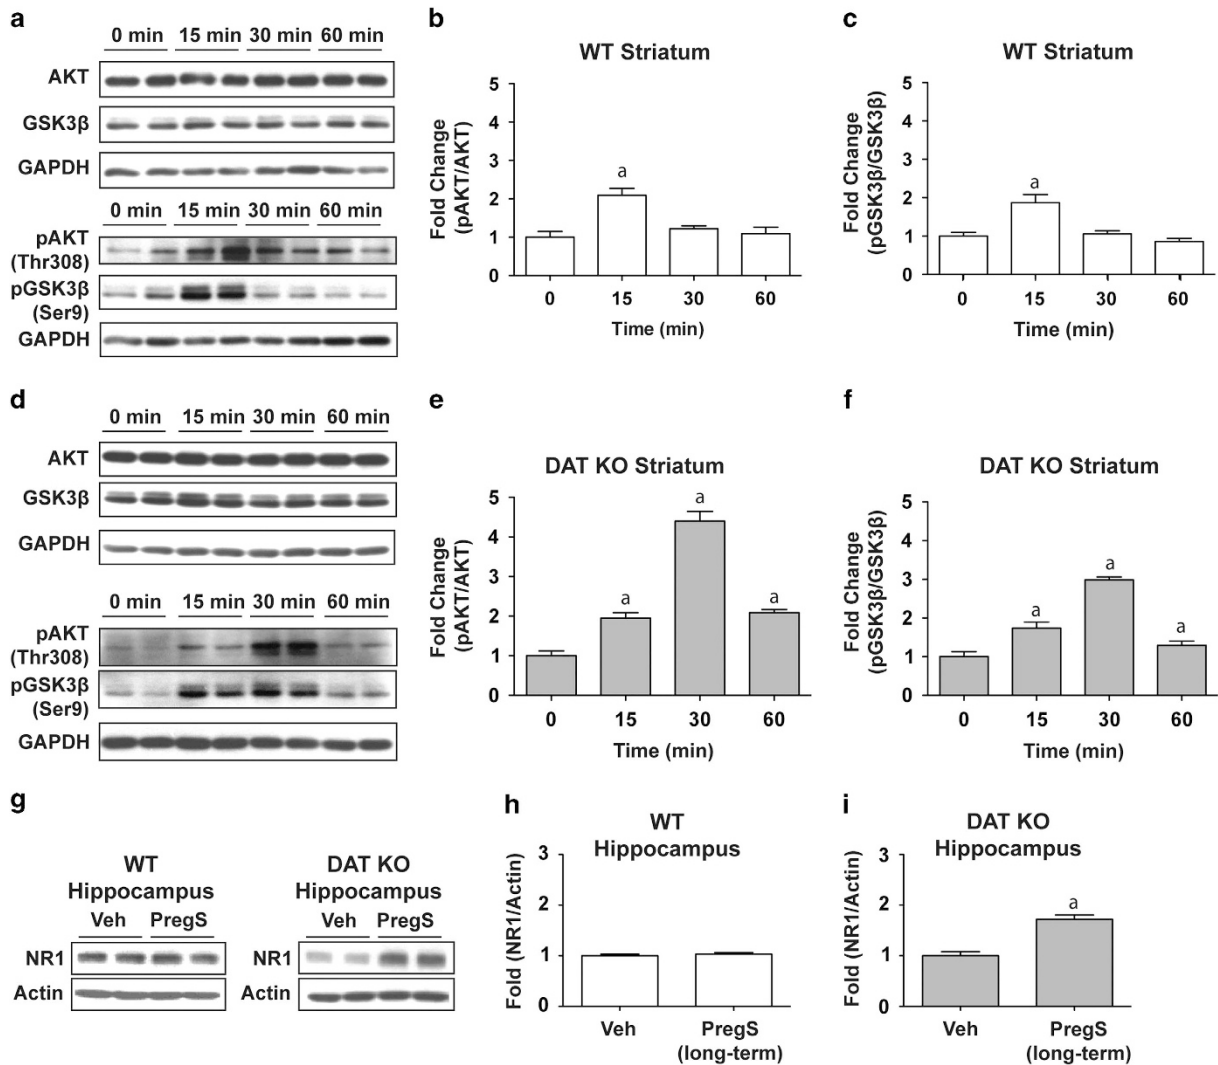 a
0 min 15 min 30 min 60 min
AKT
GSK3β
GAPDH
0 min 15 min 30 min 60 min
pAKT
(Thr308)
pGSK3β
(Ser9)
GAPDH
b
WT Striatum
Fold Change
(pAKT/AKT)
5
4
3
2
1
0
a
0 15 30 60
Time (min)
c
WT Striatum
Fold Change
(pGSK3β/GSK3β)
5
4
3
2
1
0
a
0 15 30 60
Time (min)
d
0 min 15 min 30 min 60 min
AKT
GSK3β
GAPDH
0 min 15 min 30 min 60 min
pAKT
(Thr308)
pGSK3β
(Ser9)
GAPDH
e
DAT KO Striatum
Fold Change
(pAKT/AKT)
5
4
3
2
1
0
a
a
a
0 15 30 60
Time (min)
f
DAT KO Striatum
Fold Change
(pGSK3β/GSK3β)
5
4
3
2
1
0
a
a
a
0 15 30 60
Time (min)
g
WT
Hippocampus
Veh PregS
NR1
Actin
DAT KO
Hippocampus
Veh PregS
NR1
Actin
h
WT
Hippocampus
Fold (NR1/Actin)
3
2
1
0
Veh PregS
(long-term)
i
DAT KO
Hippocampus
Fold (NR1/Actin)
3
2
1
0
a
Veh PregS
(long-term)